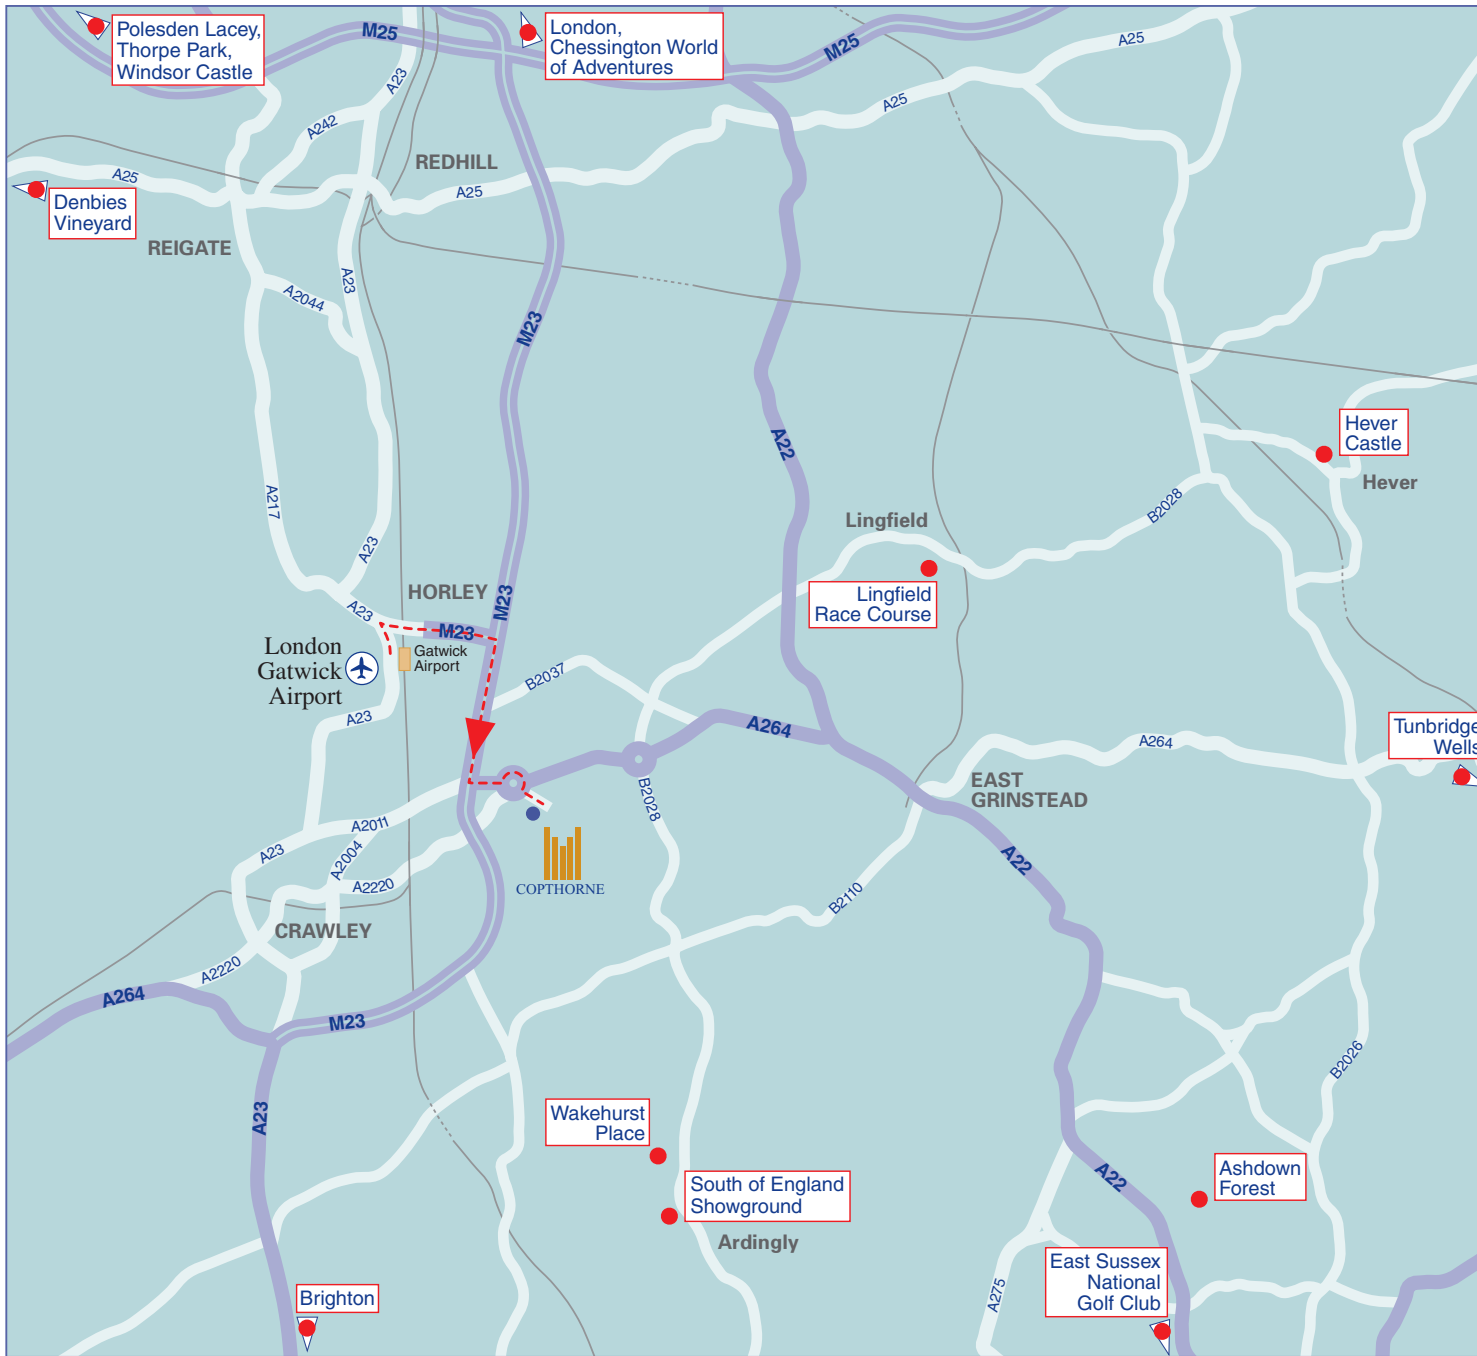 Polesden Lacey,
Thorpe Park,
Windsor Castle
M25
London,
Chessington World
of Adventures
M25
A25
A23
A25
A242
REDHILL
A25
A25
Denbies
Vineyard
REIGATE
A23
A2044
M23
A22
Hever
Castle
Hever
A217
B2028
Lingfield
A23
Lingfield
Race Course
HORLEY
M23
A23
M23
London
Gatwick
Airport
Gatwick
Airport
B2037
A23
A264
A264
Tunbridge
Wells
EAST
GRINSTEAD
B2028
A2011
A23
A2004
A2220
COPTHORNE
A22
B2110
CRAWLEY
A2220
A264
M23
B2026
A23
Wakehurst
Place
South of England
Showground
Ardingly
A22
Ashdown
Forest
East Sussex
National
Golf Club
A275
Brighton